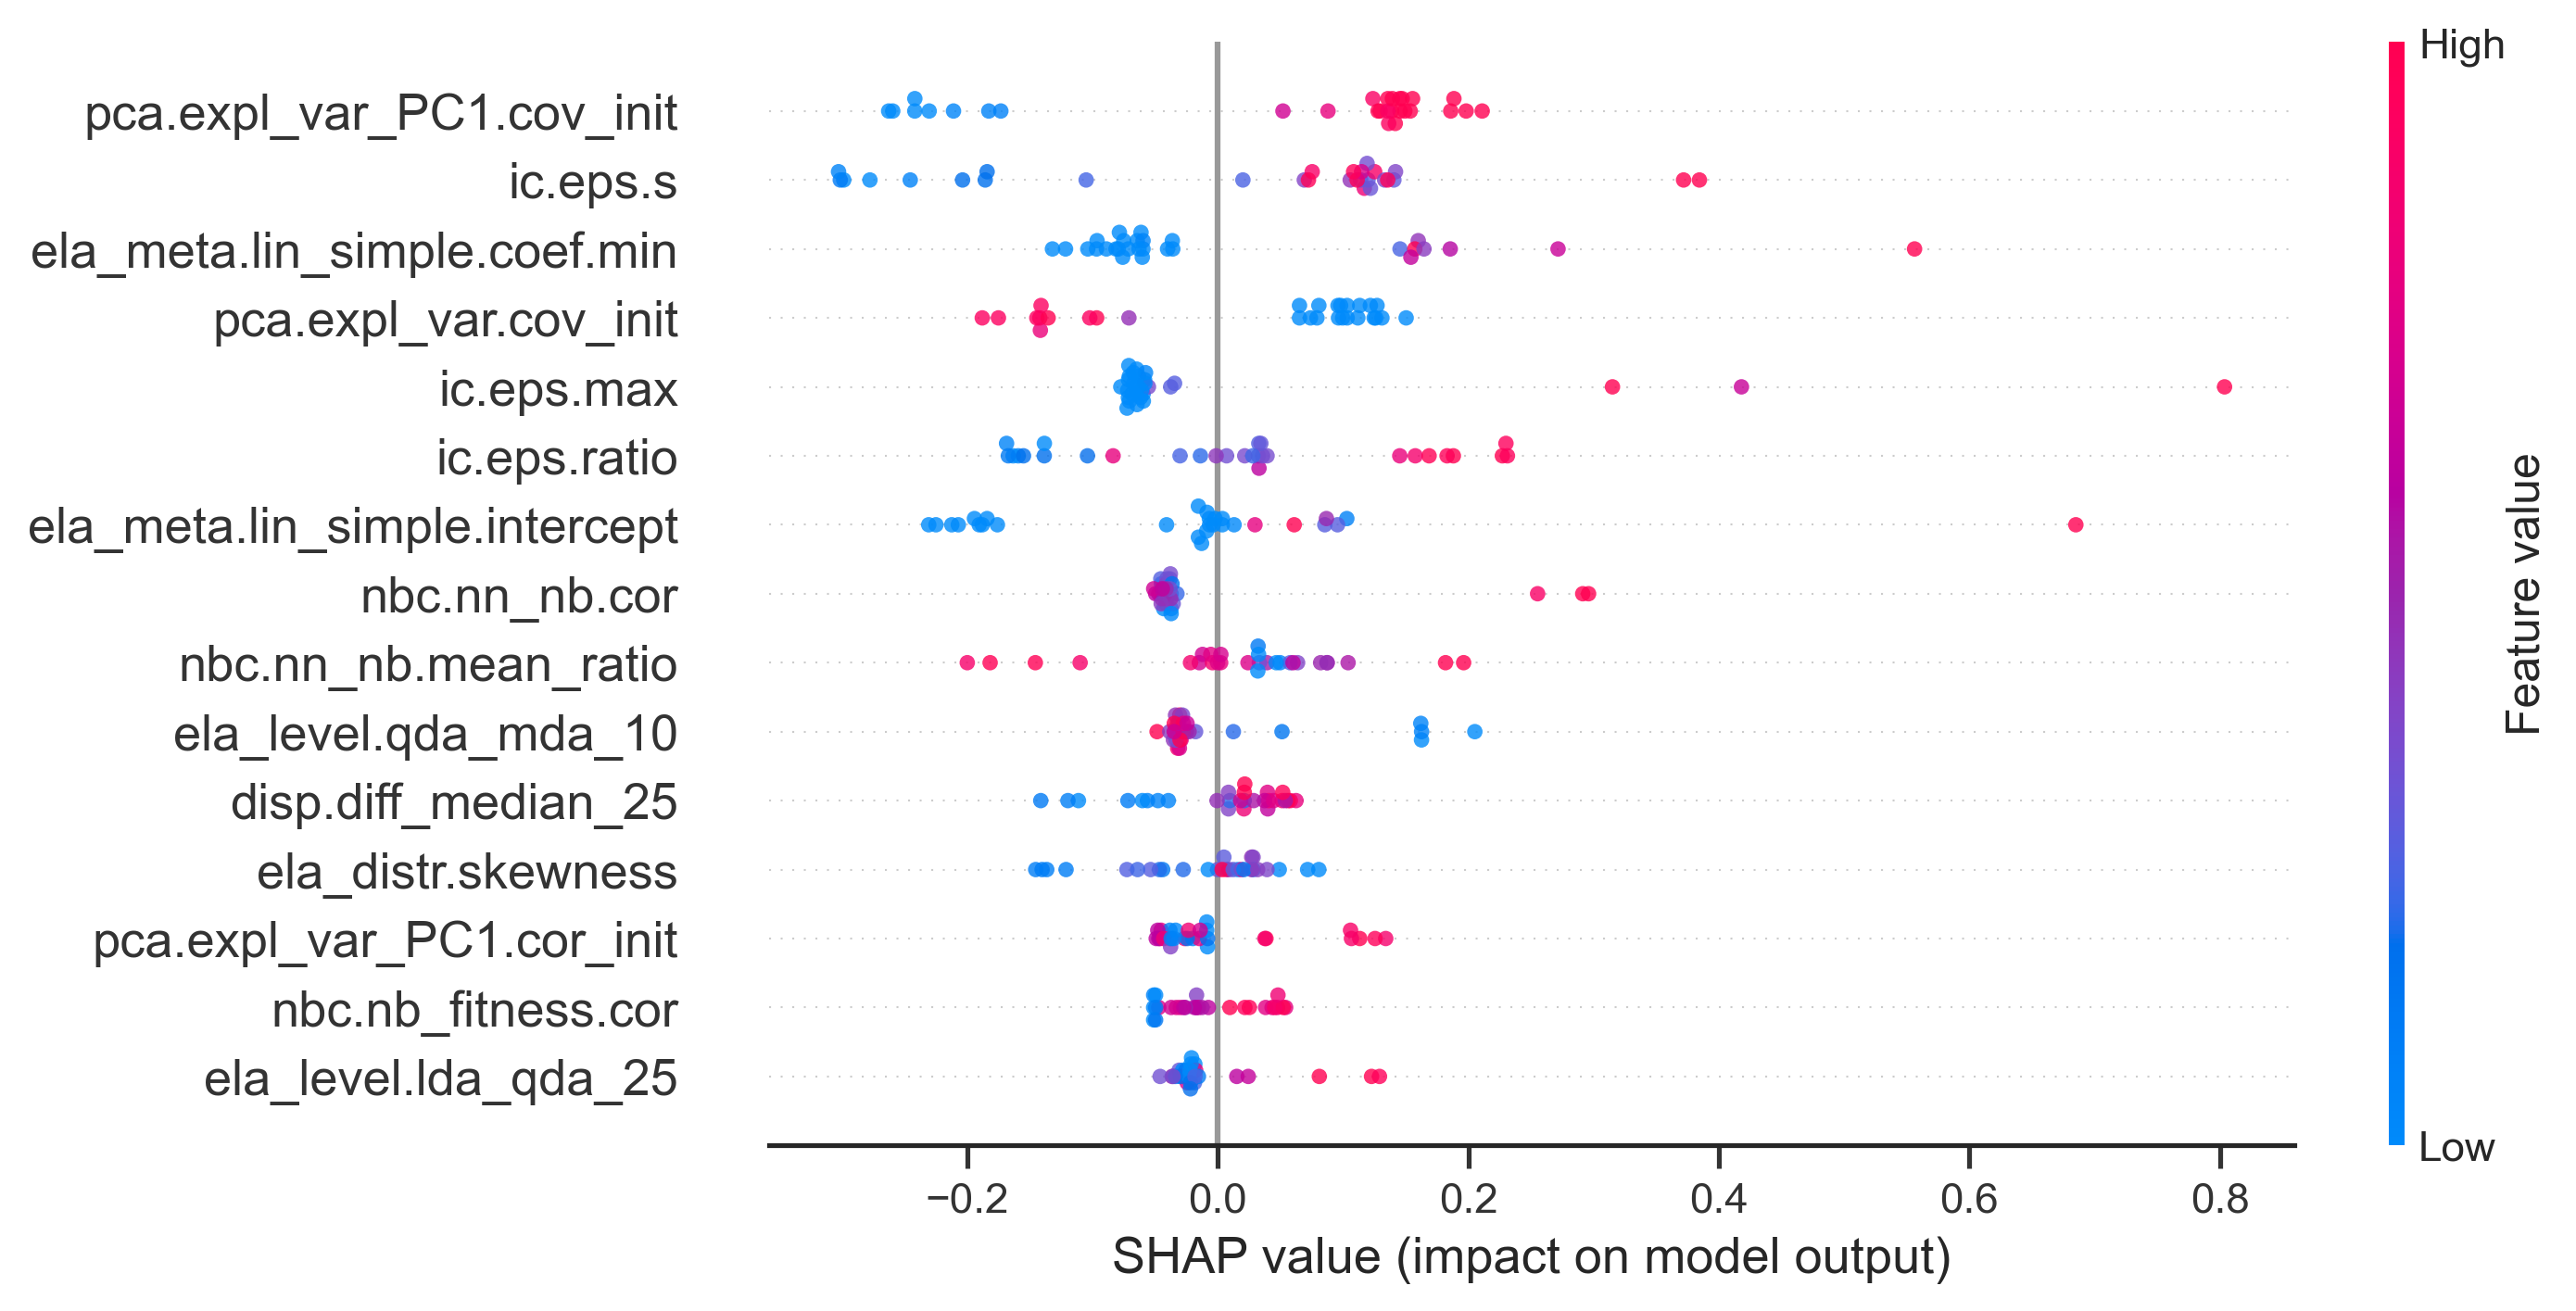 High
pca.expl_var_PC1.cov_init
ic.eps.s
ela_meta.lin_simple.coef.min
pca.expl_var.cov_init
ic.eps.max
ic.eps.ratio
ela_meta.lin_simple.intercept
nbc.nn_nb.cor
nbc.nn_nb.mean_ratio
ela_level.qda_mda_10
disp.diff_median_25
ela_distr.skewness
pca.expl_var_PC1.cor_init
nbc.nb_fitness.cor
ela_level.lda_qda_25
Feature value
Low
−0.2 0.0 0.2 0.4 0.6 0.8
SHAP value (impact on model output)